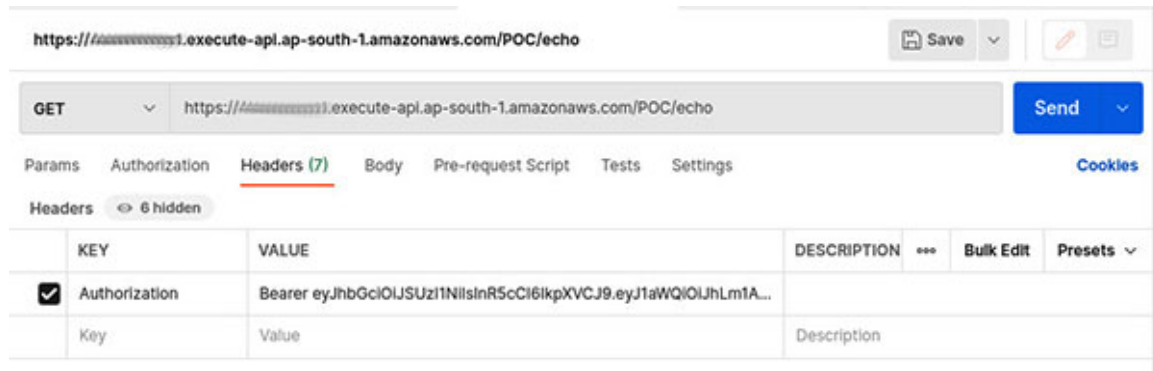 https://1.execute-api.ap-south-1.amazonaws.com/POC/echo
Save
GET https://.execute-api.ap-south-1.amazonaws.com/POC/echo Send
Params Authorization Headers (7) Body Pre-request Script Tests Settings Cookies
Headers 6 hidden
KEY VALUE DESCRIPTION ooo Bulk Edit Presets
Authorization Bearer eyJhbGciOiJSUzI1NiIsInR5cCI6IkpXVCJ9.eyJ1aWQiOiJhLm1A...
Key Value Description